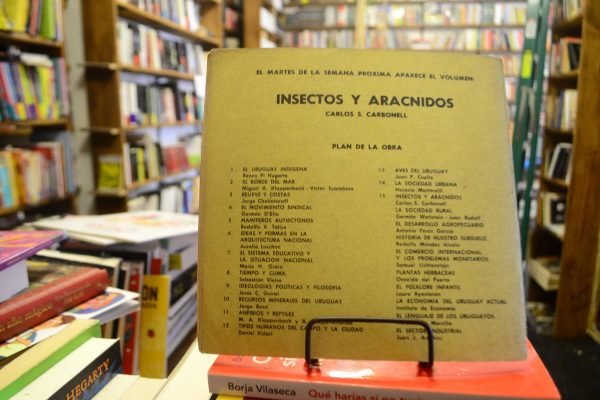 EL MARTES DE LA SEMANA PROXIMA APARECE EL VOLUMEN:
INSECTOS Y ARACNIDOS
CARLOS S. CARBONELL
PLAN DE LA OBRA
1. EL URUGUAY INDIGENA
Renzo Pi Hugarte
2. EL BORDE DEL MAR
Miguel A. Klappenbach - Víctor Scarabino
3. RELIEVE Y COSTAS
Jorge Chebataroff
4. EL MOVIMIENTO SINDICAL
Germán D'Elía
5. MAMIFEROS AUTOCTONOS
Rodolfo V. Talice
6. IDEAS Y FORMAS EN LA
ARQUITECTURA NACIONAL
Aurelio Lucchini
7. EL SISTEMA EDUCATIVO Y
LA SITUACION NACIONAL
Mario H. Otero
8. TIEMPO Y CLIMA
Sebastián Vieira
9. IDEOLOGIAS POLITICAS Y FILOSOFIA
Jesús C. Guiral
10. RECURSOS MINERALES DEL URUGUAY
Jorge Bossi
11. ANFIBIOS Y REPTILES
M. A. Klappenbach y B.
12. TIPOS HUMANOS DEL CAMPO Y LA CIUDAD
Daniel Vidart
13. AVES DEL URUGUAY
Juan P. Cuello
14. LA SOCIEDAD URBANA
Horacio Martorelli
15. INSECTOS Y ARACNIDOS
Carlos S. Carbonell
LA SOCIEDAD RURAL
Germán Wettstein - Juan Rudolf
EL DESARROLLO AGROPECUARIO
Antonio Pérez García
HISTORIA DE NUESTRO SUBSUELO
Rodolfo Méndez Alzola
EL COMERCIO INTERNACIONAL
Y LOS PROBLEMAS MONETARIOS
Samuel Lichtensztejn
PLANTAS HERBACEAS
Osvaldo del Puerto
EL FOLKLORE INFANTIL
Lauro Ayestarán
LA ECONOMIA DEL URUGUAY ACTUAL
Instituto de Economía
EL LENGUAJE DE LOS URUGUAYOS
Marsilio
EL SECTOR INDUSTRIAL
Juan J.
Borja Vilaseca
Qué harías si no
HEGARTY
año mágico